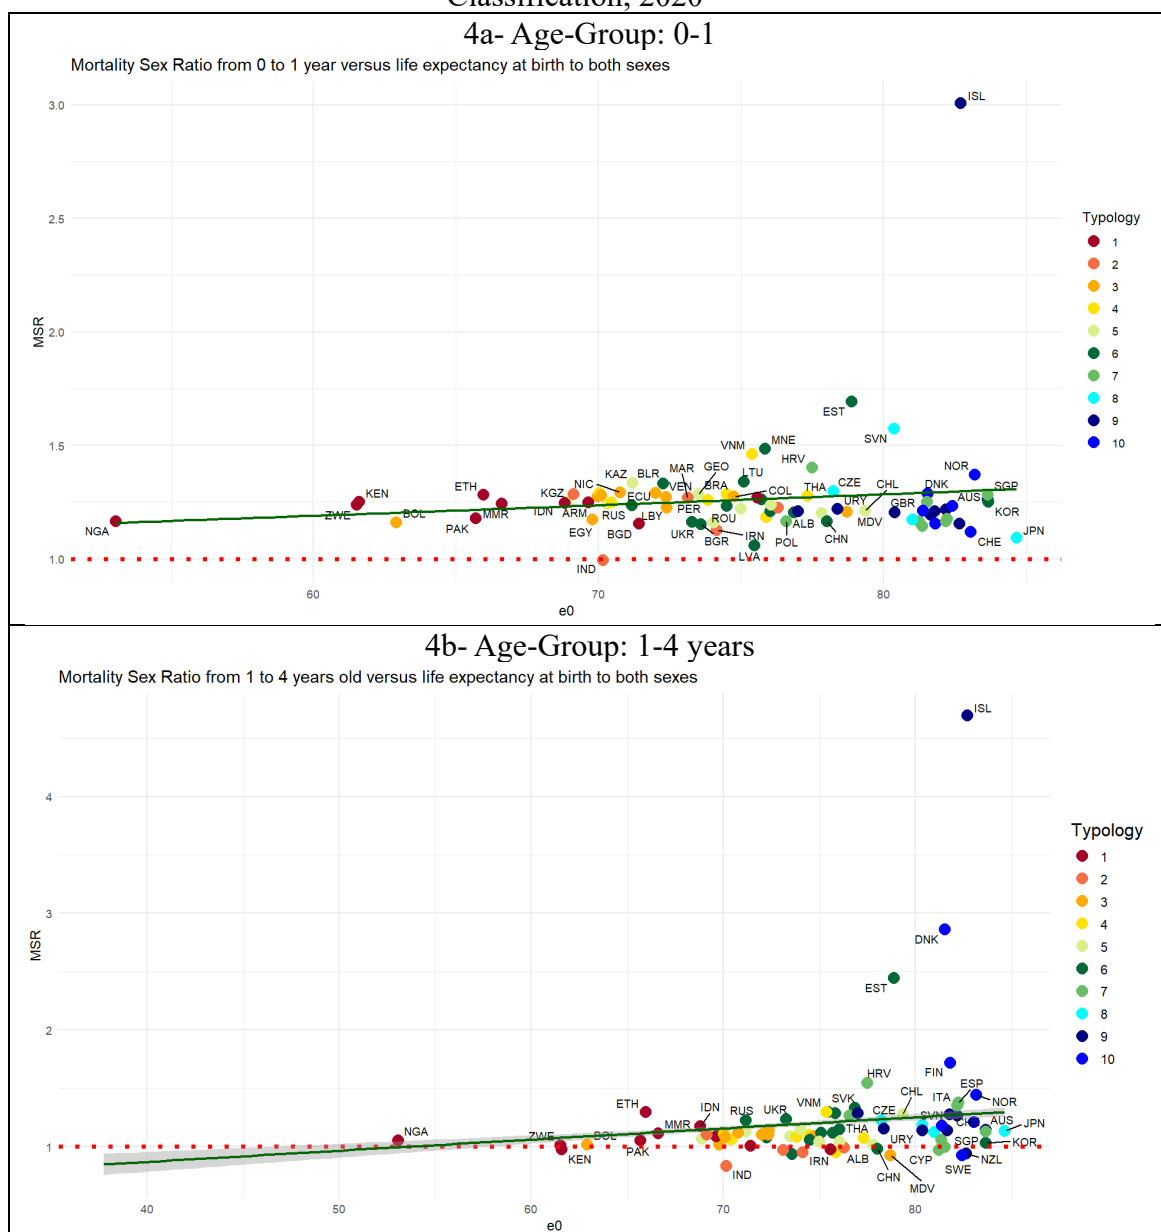 Classification, 2020
4a- Age-Group: 0-1
Mortality Sex Ratio from 0 to 1 year versus life expectancy at birth to both sexes
MSR
3.0
2.5
2.0
1.5
1.0
ISL
EST
SVN
VNM
MNE
HRV
NOR
KAZ
BLR
MAR
GEO
LTU
NIC
VEN
BRA
COL
THA
CZE
CHL
DNK
SGP
KEN
ETH
KGZ
ECU
PER
URY
GBR
AUS
KOR
ZWE
BOL
IDN
ARM
RUS
LBY
ROU
ALB
MDV
NGA
PAK
MMR
EGY
BGD
UKR
BGR
IRN
POL
CHN
JPN
LVA
CHE
IND
60
70
80
e0
Typology
1
2
3
4
5
6
7
8
9
10
4b- Age-Group: 1-4 years
Mortality Sex Ratio from 1 to 4 years old versus life expectancy at birth to both sexes
MSR
4
3
2
1
ISL
DNK
EST
FIN
HRV
ESP
CHL
ITA
NOR
ETH
IDN
RUS
UKR
VNM
SVK
CZE
SVN
AUS
JPN
NGA
ZWE
BOL
MMR
THA
URY
SGP
KOR
KEN
PAK
IND
IRN
ALB
CHN
CYP
SWE
NZL
MDV
40
50
60
70
80
e0
Typology
1
2
3
4
5
6
7
8
9
10